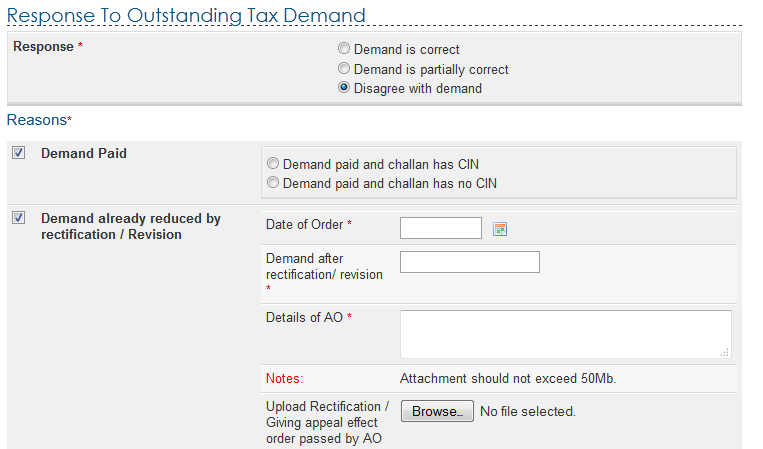 Response To Outstanding Tax Demand
Response *
Demand is correct
Demand is partially correct
Disagree with demand
Reasons*
Demand Paid
Demand paid and challan has CIN
Demand paid and challan has no CIN
Demand already reduced by
rectification / Revision
Date of Order *
Demand after
rectification/ revision
*
Details of AO *
Notes:
Attachment should not exceed 50Mb.
Upload Rectification /
Giving appeal effect
order passed by AO
Browse... No file selected.